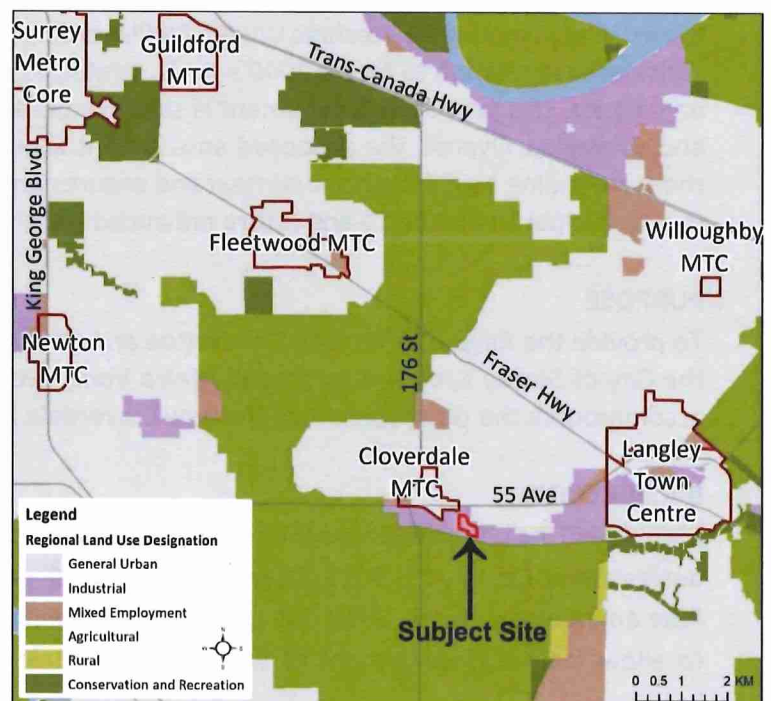 Surrey
Metro
Core
Guildford
MTC
Trans-Canada Hwy
King George Blvd
Fleetwood MTC
Willoughby
MTC
Newton
MTC
176 St
Fraser Hwy
Cloverdale
MTC
55 Ave
Langley
Town
Centre
Subject Site
Legend
Regional Land Use Designation
General Urban
Industrial
Mixed Employment
Agricultural
Rural
Conservation and Recreation
0 0.5 1 2 KM